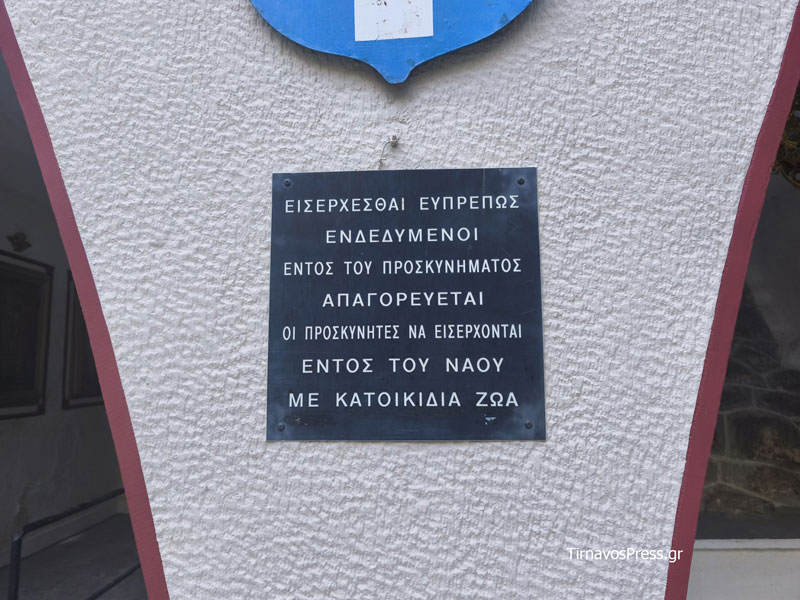 ΕΙΣΕΡΧΕΣΘΑΙ ΕΥΠΡΕΠΩΣ
ΕΝΔΕΔΥΜΕΝΟΙ
ΕΝΤΟΣ ΤΟΥ ΠΡΟΣΚΥΝΗΜΑΤΟΣ
ΑΠΑΓΟΡΕΥΕΤΑΙ
ΟΙ ΠΡΟΣΚΥΝΗΤΕΣ ΝΑ ΕΙΣΕΡΧΟΝΤΑΙ
ΕΝΤΟΣ ΤΟΥ ΝΑΟΥ
ΜΕ ΚΑΤΟΙΚΙΔΙΑ ΖΩΑ
TirnavosPress.gr